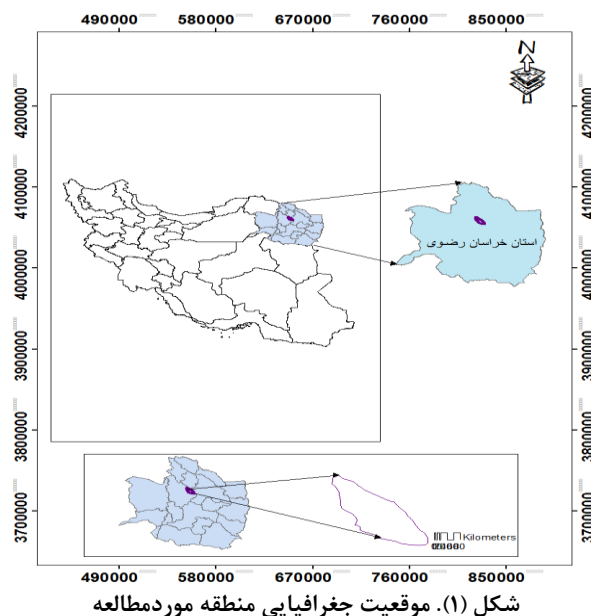 490000 580000 670000 760000 850000
N
4200000 4200000
4100000 4100000
استان خراسان رضوی
4000000 4000000
3900000 3900000
3800000 3800000
3700000 3700000
Kilometers
490000 580000 670000 760000 850000
شکل (۱). موقعیت جغرافیایی منطقه موردمطالعه